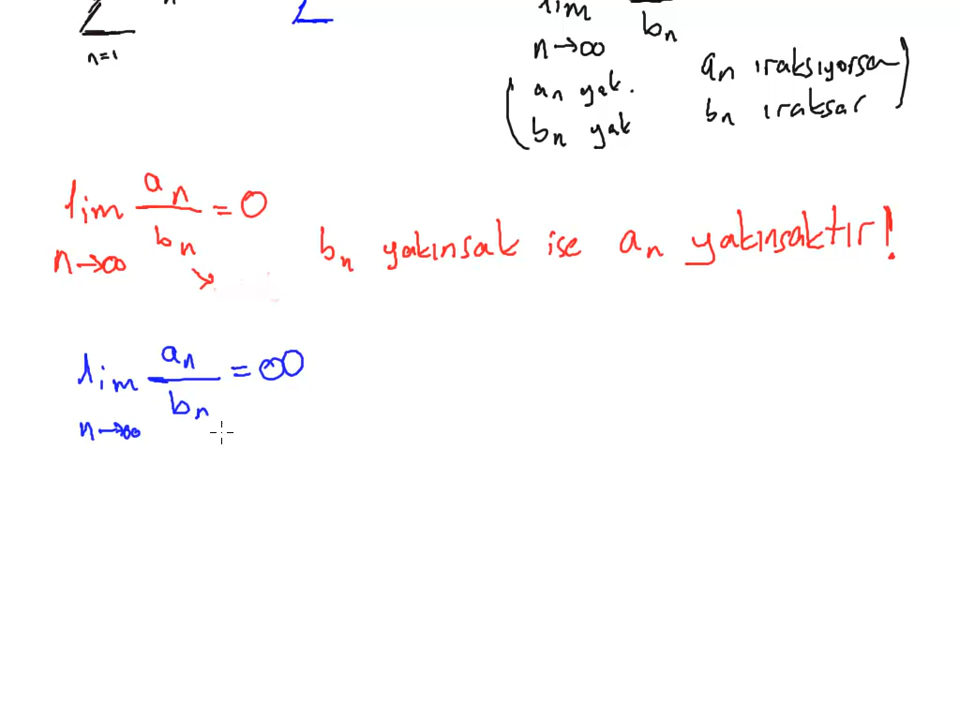 n=1
lim
bn
n→∞
an yak. an ıraksıyorsa
bn yak bn ıraksar
lim an/bn = 0
n→∞
bn yakınsak ise an yakınsaktır!
lim an/bn = ∞
n→∞